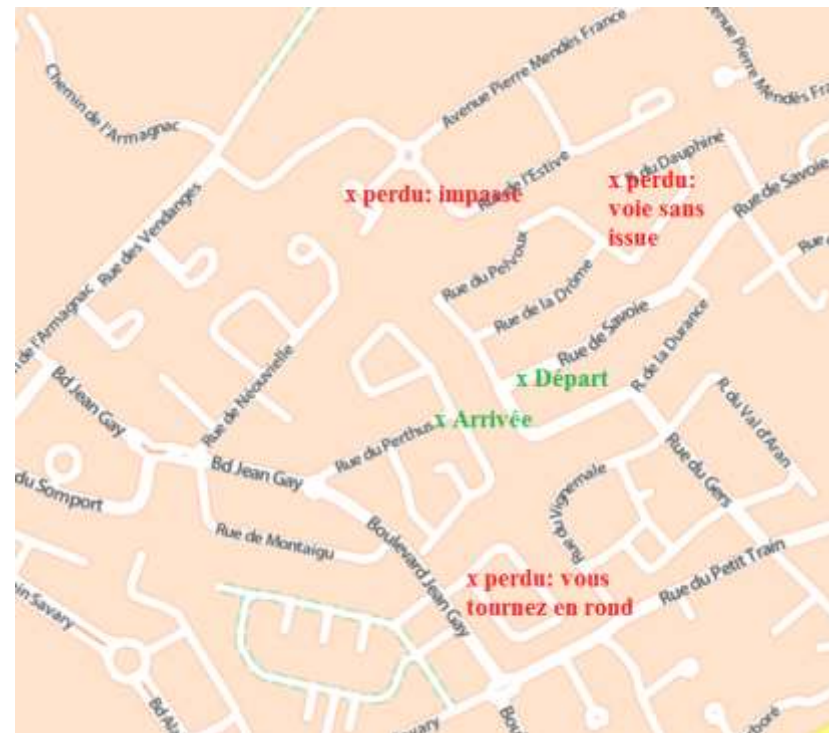 Avenue Pierre Mendès France
Avenue Pierre Mendès Fra
Chemin de l'Armagnac
x perdu: impasse
Rue de l'Estive
du Dauphiné
x perdu:
voie sans
issue
Rue de Savoie
Rue des Vendanges
Rue du Pelvoux
Rue de la Drôme
Rue de Savoie
R. de la Durance
n de l'Armagnac
x Départ
Bd Jean Gay
Rue de Néouvielle
x Arrivée
Rue du Perthus
R. du Val d'Aran
Bd Jean Gay
Rue du Gers
du Somport
Rue du Vignemale
Rue de Montaigu
Boulevard Jean Gay
x perdu: vous
tournez en rond
Rue du Petit Train
in Savary